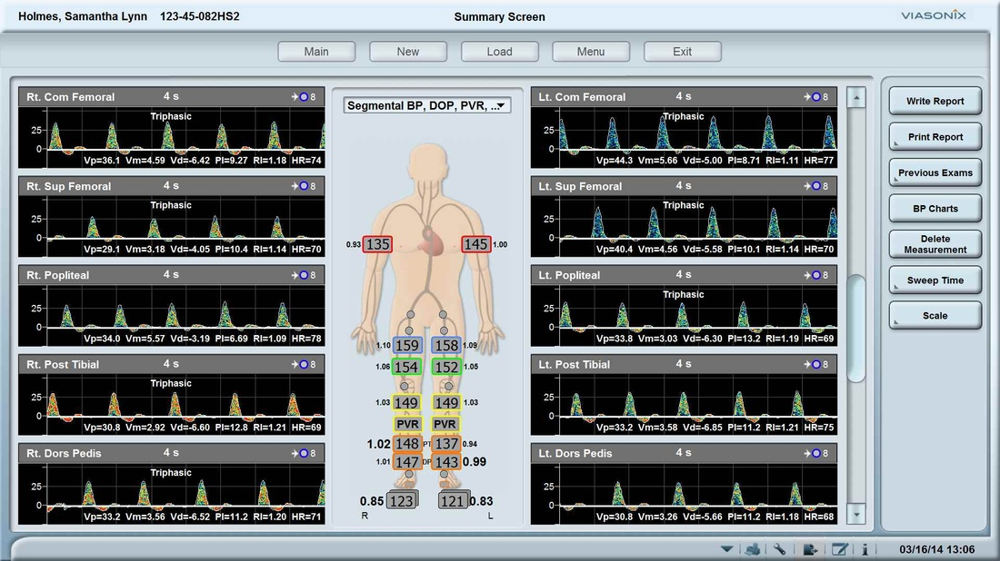 Holmes, Samantha Lynn 123-45-082HS2
Summary Screen
VIASONIX
Main
New
Load
Menu
Exit
Rt. Com Femoral 4 s 8
Triphasic
25
0
Vp=36.1 Vm=4.59 Vd=-6.42 PI=9.27 RI=1.18 HR=74
Rt. Sup Femoral 4 s 8
Triphasic
25
0
Vp=29.1 Vm=3.18 Vd=-4.05 PI=10.4 RI=1.14 HR=70
Rt. Popliteal 4 s 8
25
0
Vp=34.0 Vm=5.57 Vd=-3.19 PI=6.69 RI=1.09 HR=78
Rt. Post Tibial 4 s 8
Triphasic
25
0
Vp=30.8 Vm=2.92 Vd=-6.60 PI=12.8 RI=1.21 HR=69
Rt. Dors Pedis 4 s 8
Triphasic
25
0
Vp=33.2 Vm=3.56 Vd=-6.52 PI=11.2 RI=1.20 HR=71
Segmental BP, DOP, PVR, ...
0.93 135 145 1.00
1.10 159 158 1.09
1.06 154 152 1.05
1.03 149 149 1.03
PVR PVR
1.02 148 PT 137 0.94
1.01 147 DP 143 0.99
0.85 123 121 0.83
R L
Lt. Com Femoral 4 s 8
Triphasic
25
0
Vp=44.3 Vm=5.66 Vd=-5.00 PI=8.71 RI=1.11 HR=77
Lt. Sup Femoral 4 s 8
Triphasic
25
0
Vp=40.4 Vm=4.56 Vd=-5.58 PI=10.1 RI=1.14 HR=70
Lt. Popliteal 4 s 8
Triphasic
25
0
Vp=33.8 Vm=3.03 Vd=-6.30 PI=13.2 RI=1.19 HR=69
Lt. Post Tibial 4 s 8
25
0
Vp=33.2 Vm=3.58 Vd=-6.85 PI=11.2 RI=1.21 HR=75
Lt. Dors Pedis 4 s 8
25
0
Vp=30.8 Vm=3.26 Vd=-5.66 PI=11.2 RI=1.18 HR=68
Write Report
Print Report
Previous Exams
BP Charts
Delete
Measurement
Sweep Time
Scale
03/16/14 13:06